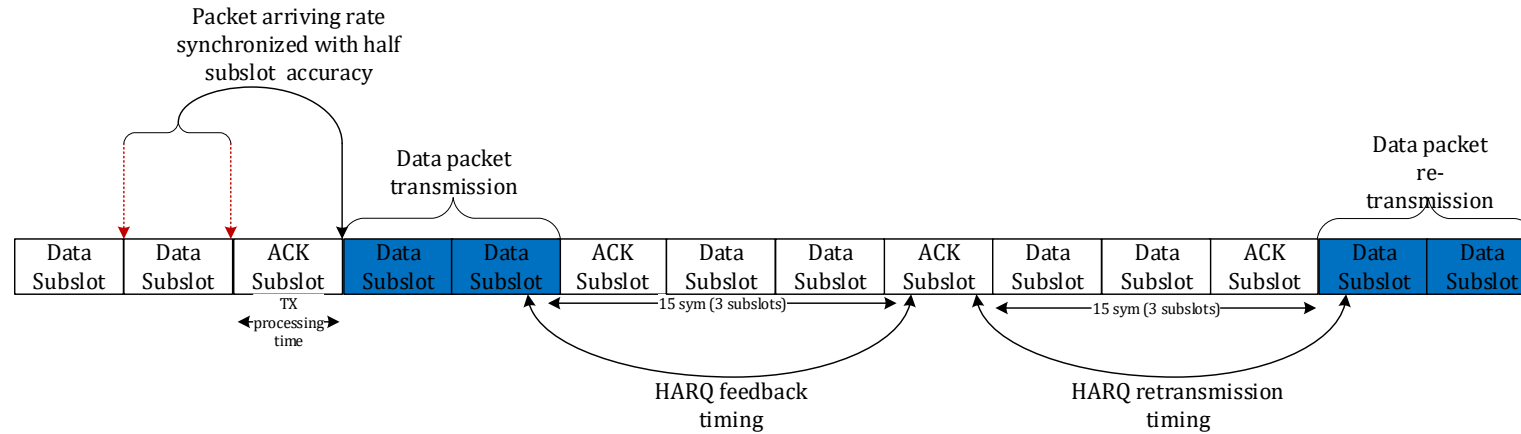 Packet arriving rate
synchronized with half
subslot accuracy
Data packet
transmission
Data packet
re-
transmission
Data
Subslot
Data
Subslot
ACK
Subslot
Data
Subslot
Data
Subslot
ACK
Subslot
Data
Subslot
Data
Subslot
ACK
Subslot
Data
Subslot
Data
Subslot
ACK
Subslot
Data
Subslot
Data
Subslot
TX
processing
time
15 sym (3 subslots)
15 sym (3 subslots)
HARQ feedback
timing
HARQ retransmission
timing